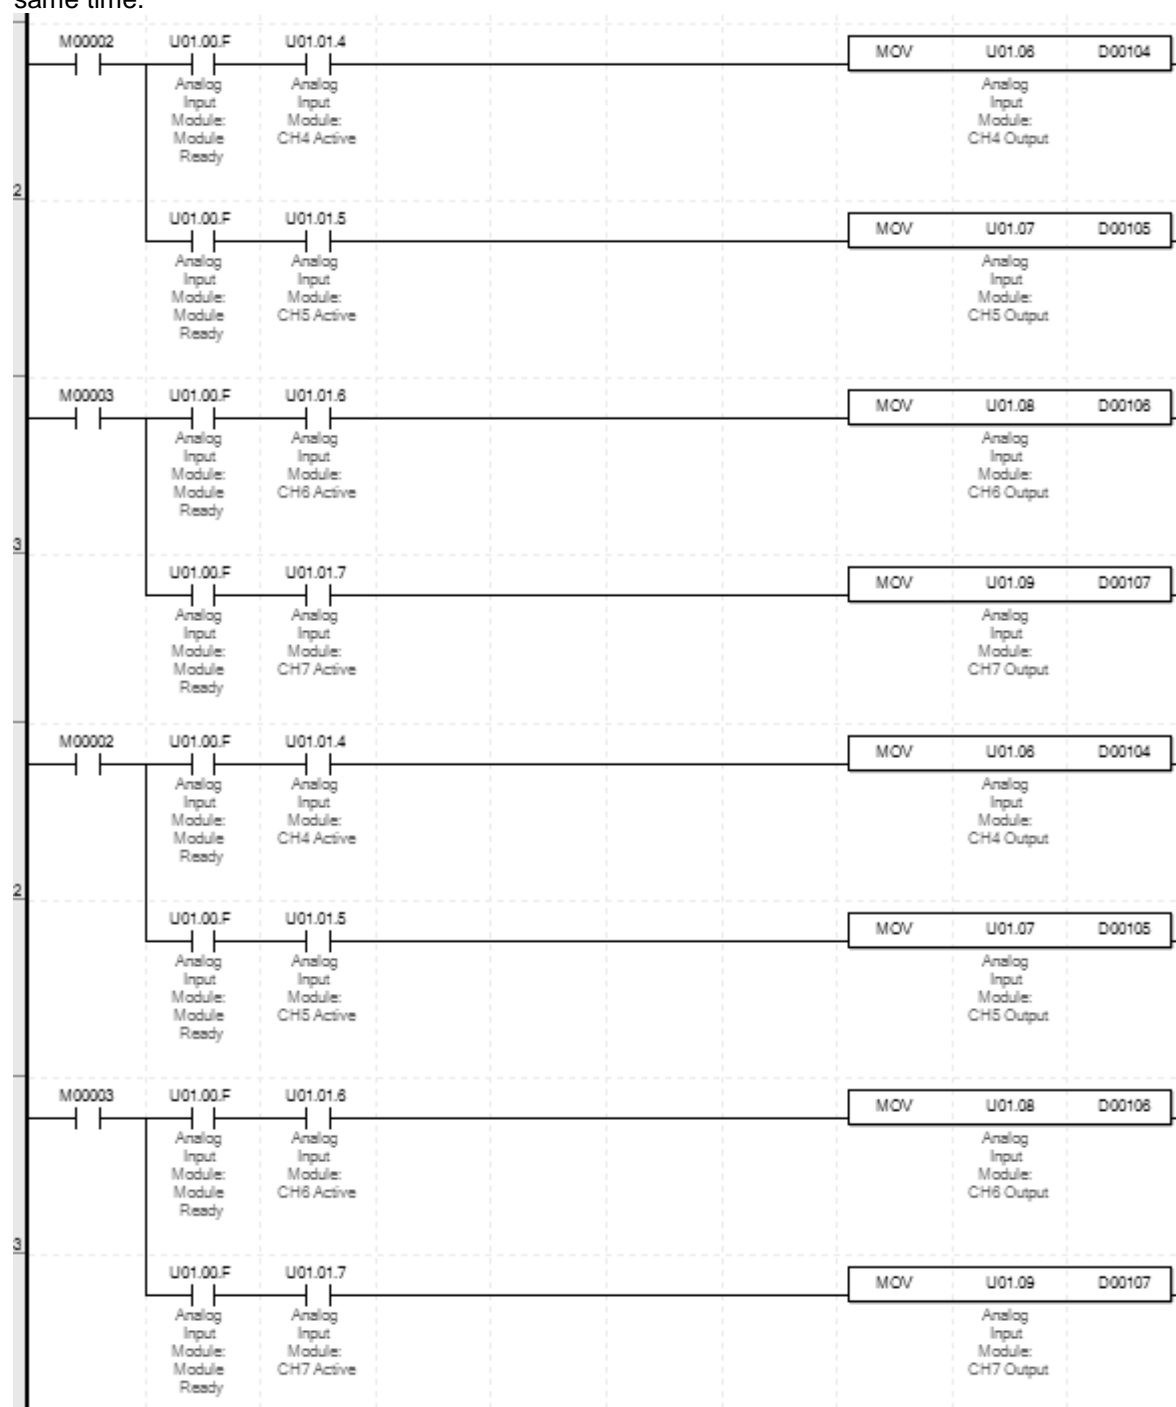 same time.
M00002 U01.00.F U01.01.4
MOV U01.06 D00104
Analog Analog Analog
Input Input Input
Module: Module: Module:
Module CH4 Active CH4 Output
Ready
2
U01.00.F U01.01.5
MOV U01.07 D00105
Analog Analog Analog
Input Input Input
Module: Module: Module:
Module CH5 Active CH5 Output
Ready
M00003 U01.00.F U01.01.6
MOV U01.08 D00106
Analog Analog Analog
Input Input Input
Module: Module: Module:
Module CH6 Active CH6 Output
Ready
3
U01.00.F U01.01.7
MOV U01.09 D00107
Analog Analog Analog
Input Input Input
Module: Module: Module:
Module CH7 Active CH7 Output
Ready
M00002 U01.00.F U01.01.4
MOV U01.06 D00104
Analog Analog Analog
Input Input Input
Module: Module: Module:
Module CH4 Active CH4 Output
Ready
2
U01.00.F U01.01.5
MOV U01.07 D00105
Analog Analog Analog
Input Input Input
Module: Module: Module:
Module CH5 Active CH5 Output
Ready
M00003 U01.00.F U01.01.6
MOV U01.08 D00106
Analog Analog Analog
Input Input Input
Module: Module: Module:
Module CH6 Active CH6 Output
Ready
3
U01.00.F U01.01.7
MOV U01.09 D00107
Analog Analog Analog
Input Input Input
Module: Module: Module:
Module CH7 Active CH7 Output
Ready